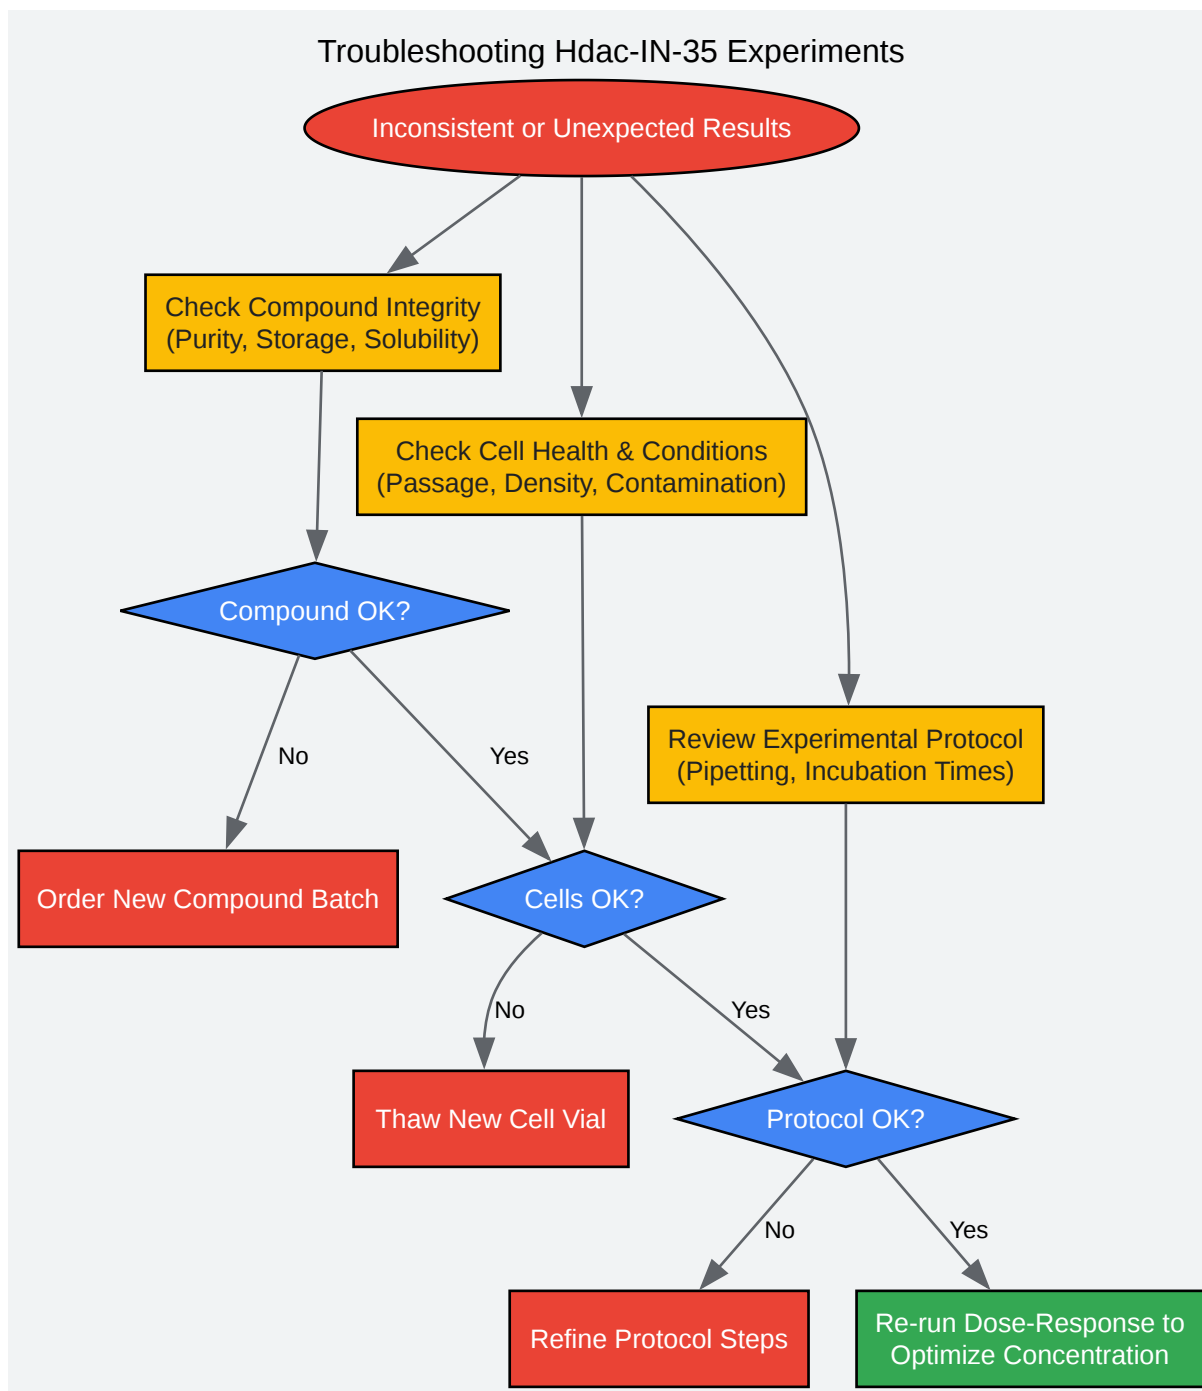 Troubleshooting Hdac-IN-35 Experiments
Inconsistent or Unexpected Results
Check Compound Integrity
(Purity, Storage, Solubility)
Check Cell Health & Conditions
(Passage, Density, Contamination)
Compound OK?
Review Experimental Protocol
(Pipetting, Incubation Times)
No
Yes
Order New Compound Batch
Cells OK?
No
Yes
Thaw New Cell Vial
Protocol OK?
No
Yes
Refine Protocol Steps
Re-run Dose-Response to
Optimize Concentration